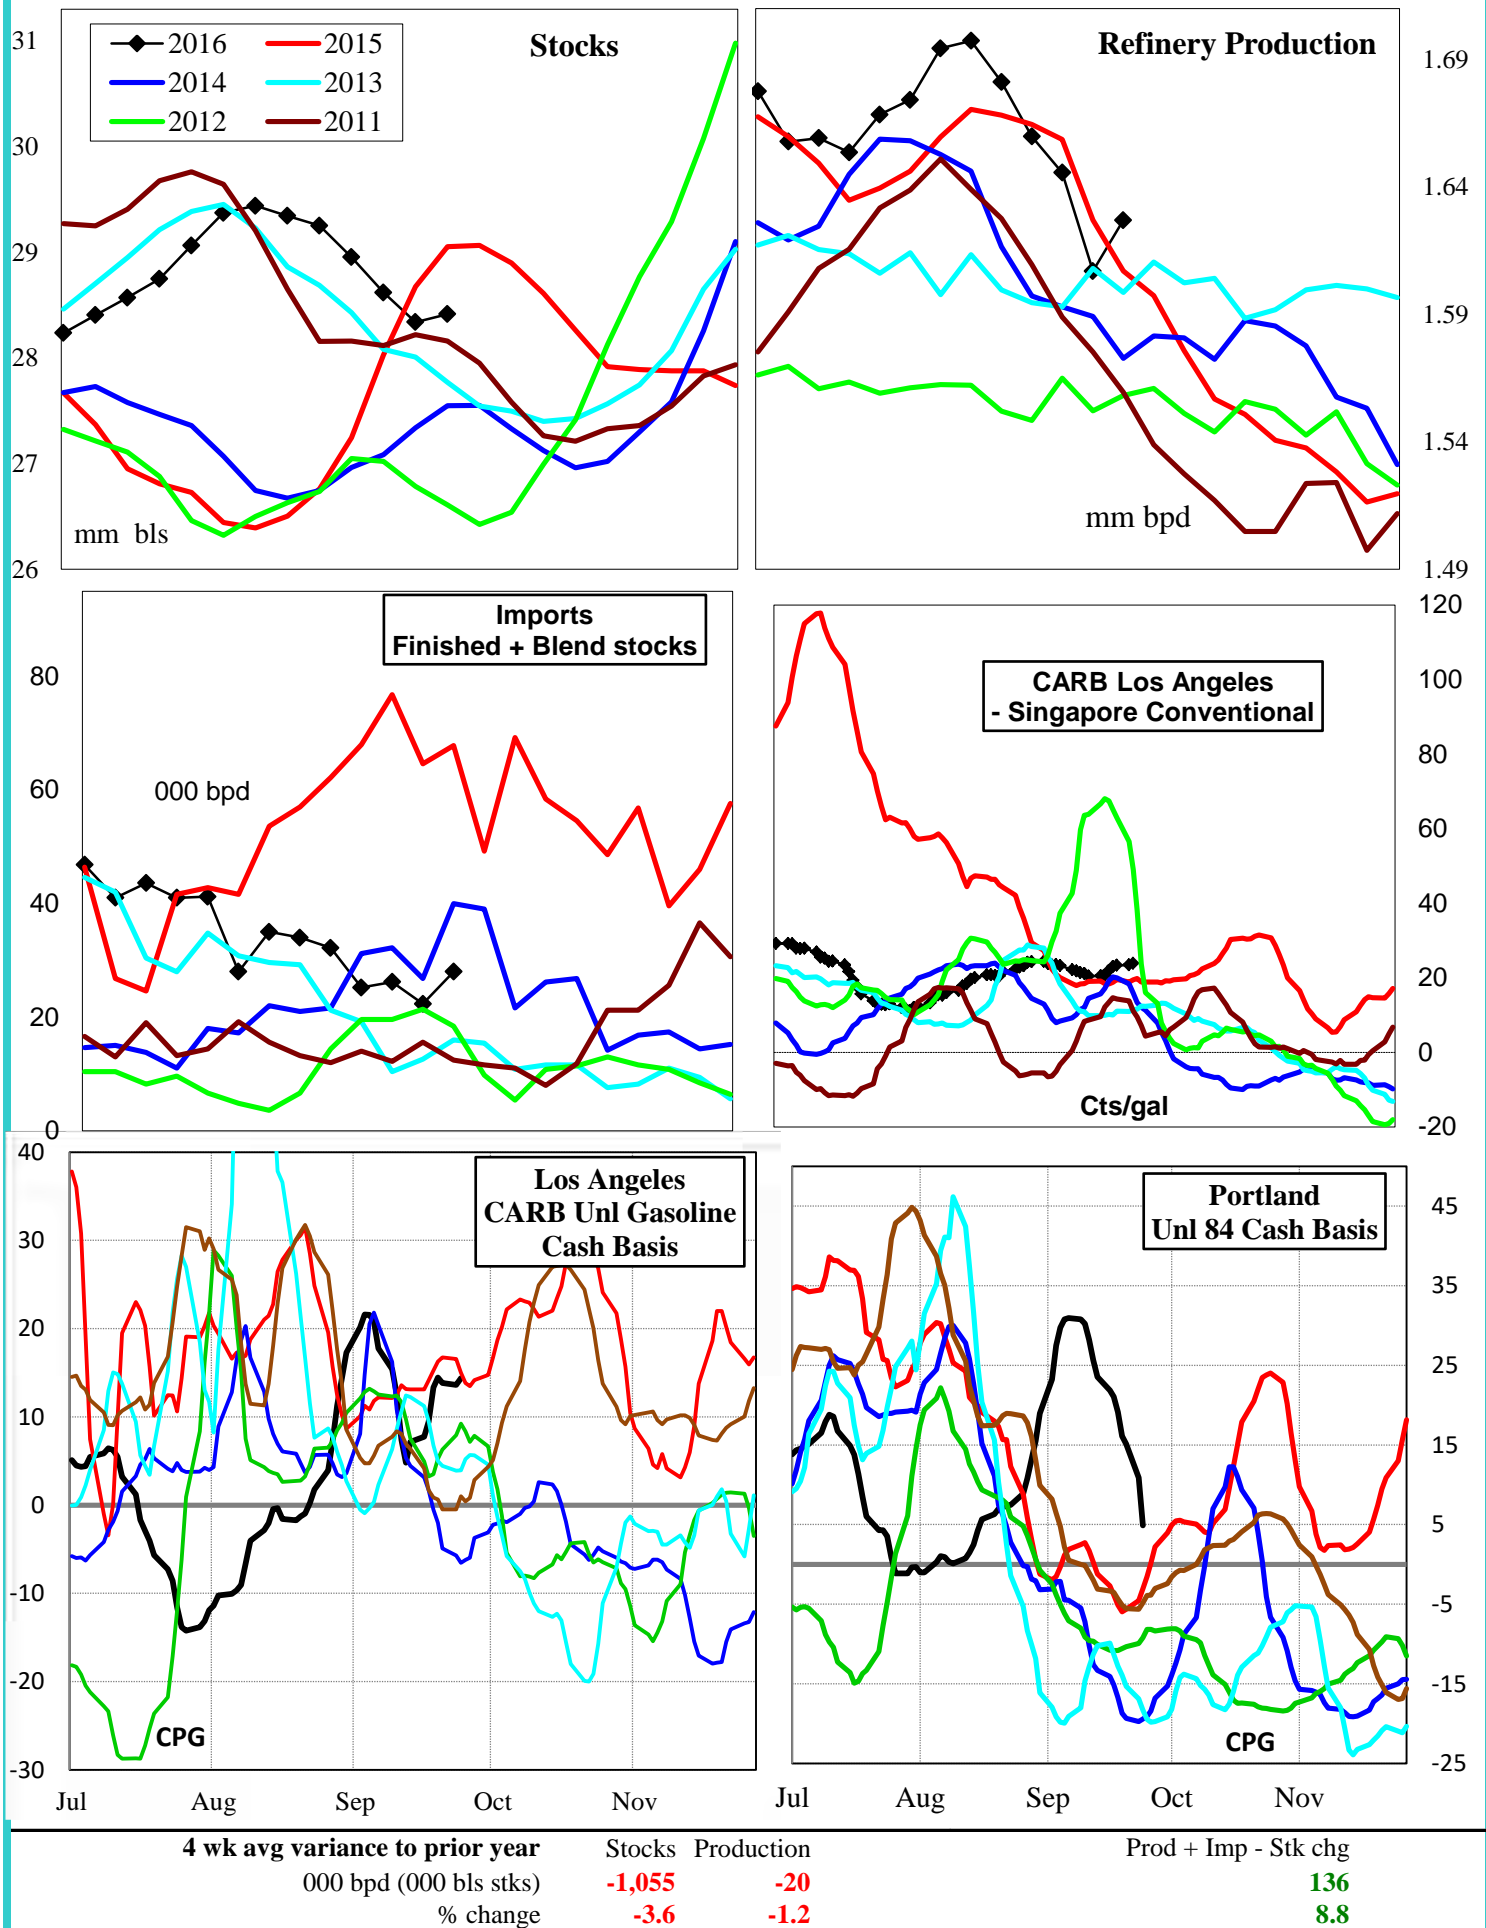 Stocks
2016
2015
2014
2013
2012
2011
31
30
29
28
27
26
mm bls
Refinery Production
1.69
1.64
1.59
1.54
1.49
mm bpd
Imports
Finished + Blend stocks
80
60
40
20
0
000 bpd
CARB Los Angeles
- Singapore Conventional
120
100
80
60
40
20
0
-20
Cts/gal
Los Angeles
CARB Unl Gasoline
Cash Basis
40
30
20
10
0
-10
-20
-30
CPG
Jul Aug Sep Oct Nov
Portland
Unl 84 Cash Basis
45
35
25
15
5
-5
-15
-25
CPG
Jul Aug Sep Oct Nov
4 wk avg variance to prior year Stocks Production Prod + Imp - Stk chg
000 bpd (000 bls stks) -1,055 -20 136
% change -3.6 -1.2 8.8